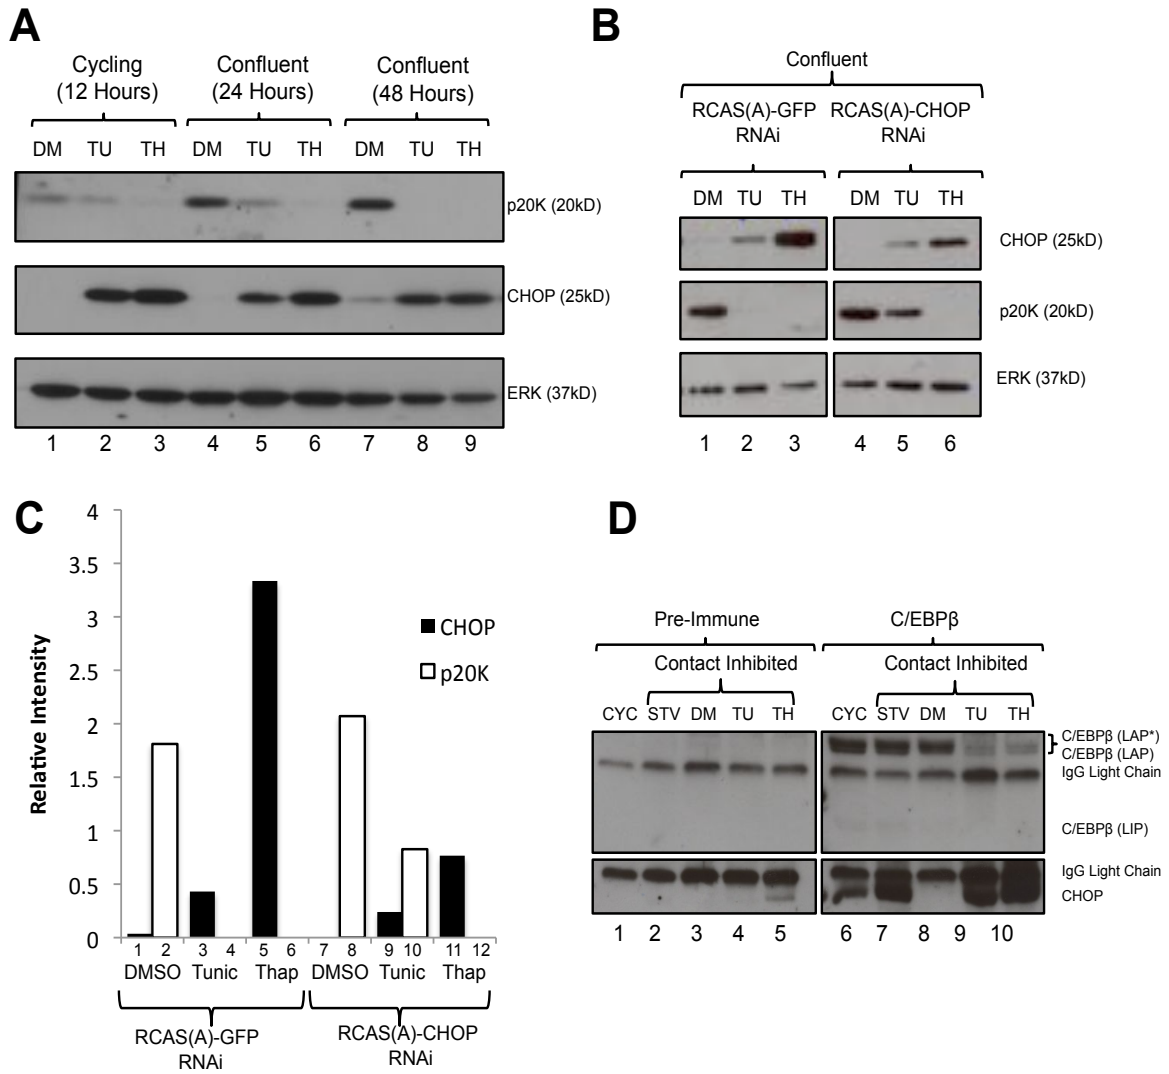 A
Cycling
(12 Hours)
Confluent
(24 Hours)
Confluent
(48 Hours)
DM TU TH DM TU TH DM TU TH
p20K (20kD)
CHOP (25kD)
ERK (37kD)
1 2 3 4 5 6 7 8 9
B
Confluent
RCAS(A)-GFP
RNAi
RCAS(A)-CHOP
RNAi
DM TU TH DM TU TH
CHOP (25kD)
p20K (20kD)
ERK (37kD)
1 2 3 4 5 6
C
Relative Intensity
4
3.5
3
2.5
2
1.5
1
0.5
0
CHOP
p20K
1 2 3 4 5 6 7 8 9 10 11 12
DMSO Tunic Thap DMSO Tunic Thap
RCAS(A)-GFP
RNAi
RCAS(A)-CHOP
RNAi
D
Pre-Immune
C/EBPβ
Contact Inhibited
Contact Inhibited
CYC STV DM TU TH CYC STV DM TU TH
C/EBPβ (LAP*)
C/EBPβ (LAP)
IgG Light Chain
C/EBPβ (LIP)
IgG Light Chain
CHOP
1 2 3 4 5 6 7 8 9 10